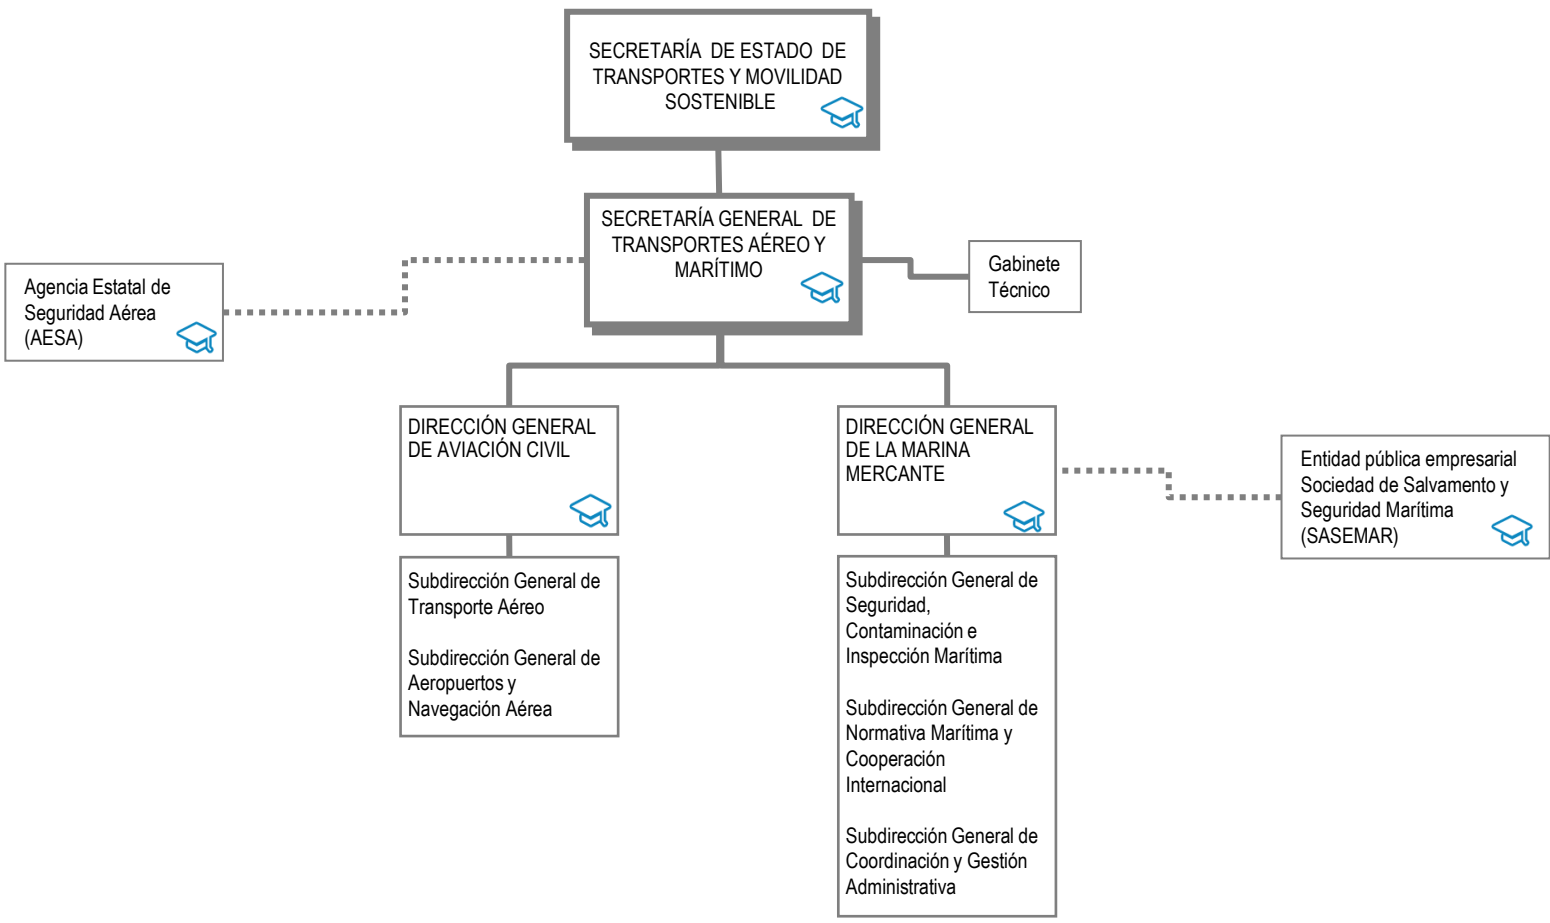 SECRETARÍA DE ESTADO DE
TRANSPORTES Y MOVILIDAD
SOSTENIBLE
SECRETARÍA GENERAL DE
TRANSPORTES AÉREO Y
MARÍTIMO
Gabinete
Técnico
Agencia Estatal de
Seguridad Aérea
(AESA)
DIRECCIÓN GENERAL
DE AVIACIÓN CIVIL
DIRECCIÓN GENERAL
DE LA MARINA
MERCANTE
Entidad pública empresarial
Sociedad de Salvamento y
Seguridad Marítima
(SASEMAR)
Subdirección General de
Transporte Aéreo
Subdirección General de
Aeropuertos y
Navegación Aérea
Subdirección General de
Seguridad,
Contaminación e
Inspección Marítima
Subdirección General de
Normativa Marítima y
Cooperación
Internacional
Subdirección General de
Coordinación y Gestión
Administrativa